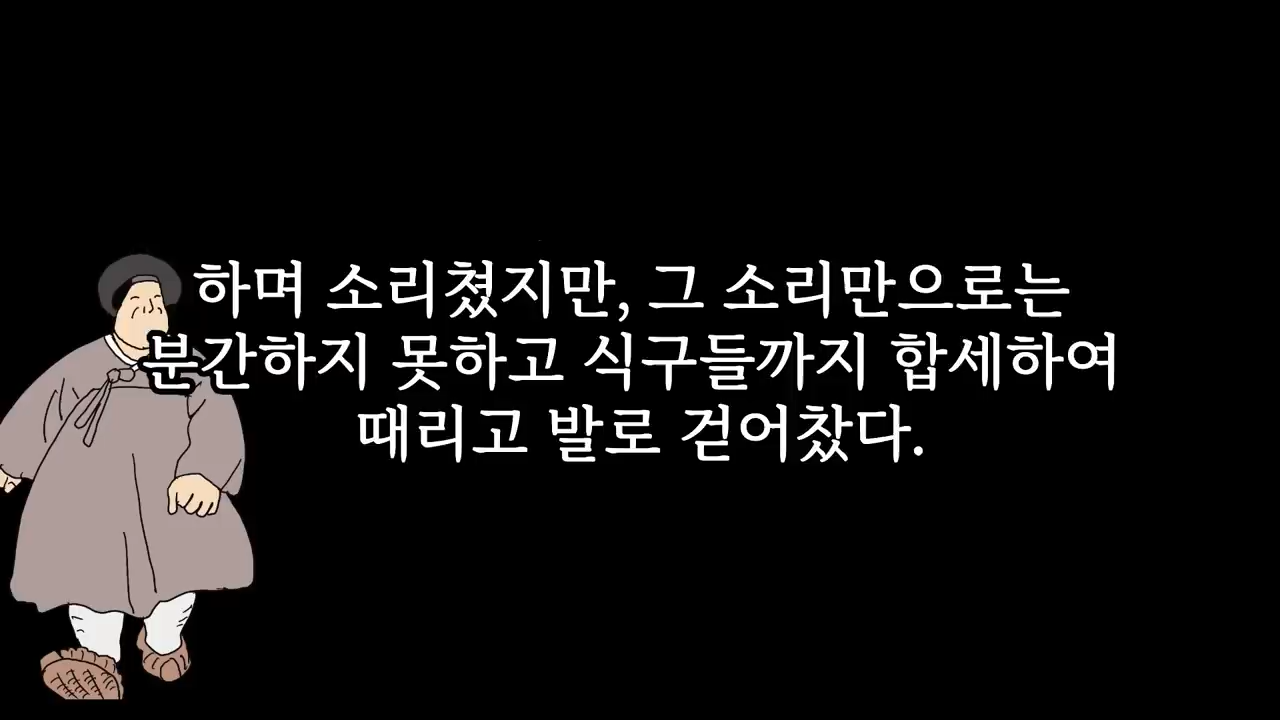 하며 소리쳤지만, 그 소리만으로는
분간하지 못하고 식구들까지 합세하여
때리고 발로 걷어찼다.